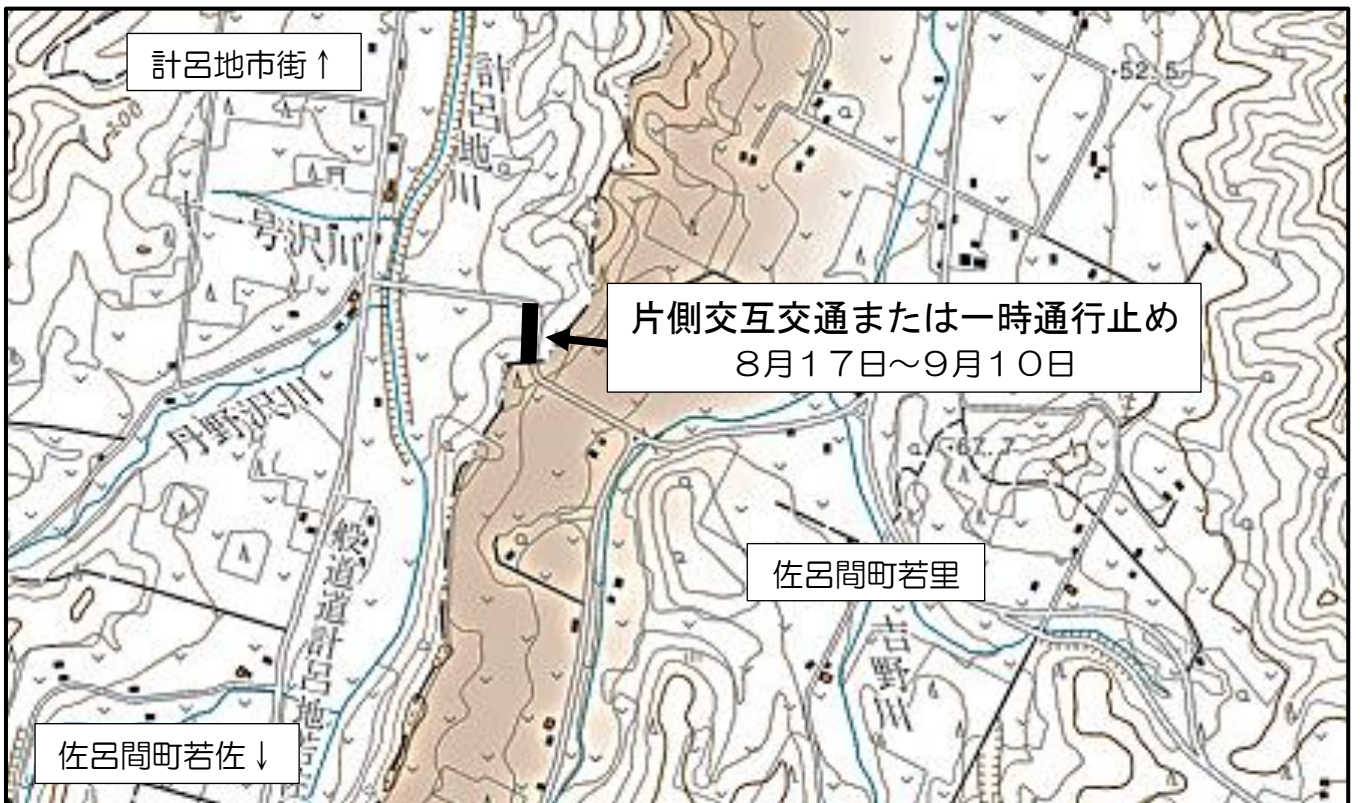 計呂地市街↑
200
計呂地川
52.5
十一号沢川
片側交互交通または一時通行止め
8月17日~9月10日
丹野沢川
67.7
佐呂間町若里
一般道道計呂地
佐呂間町若佐↓